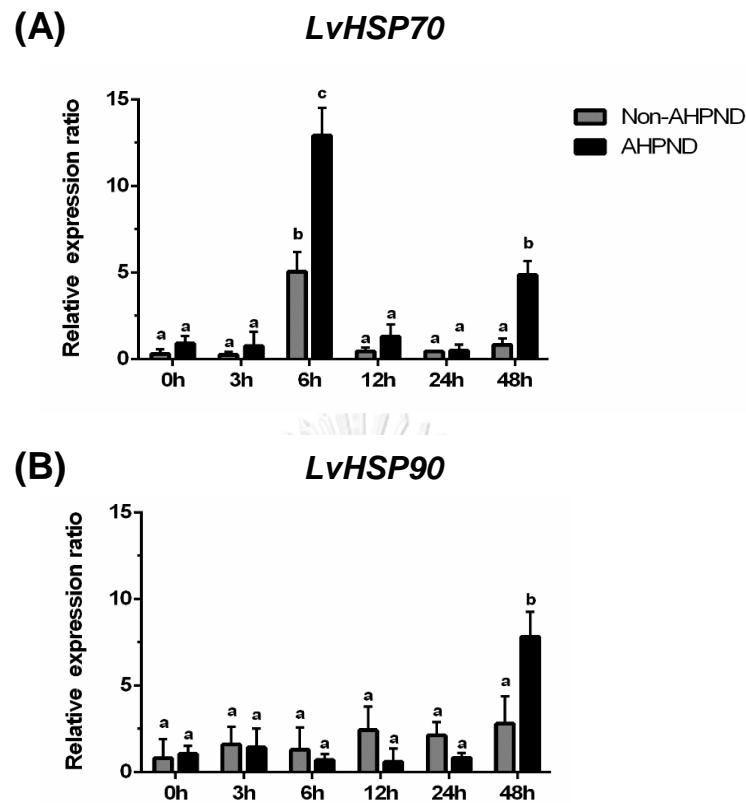 (A) LvHSP70
Relative expression ratio
15
10
5
0
a a a a b c a a a a a b
0h 3h 6h 12h 24h 48h
Non-AHPND
AHPND
(B) LvHSP90
Relative expression ratio
15
10
5
0
a a a a a a a a a a a b
0h 3h 6h 12h 24h 48h